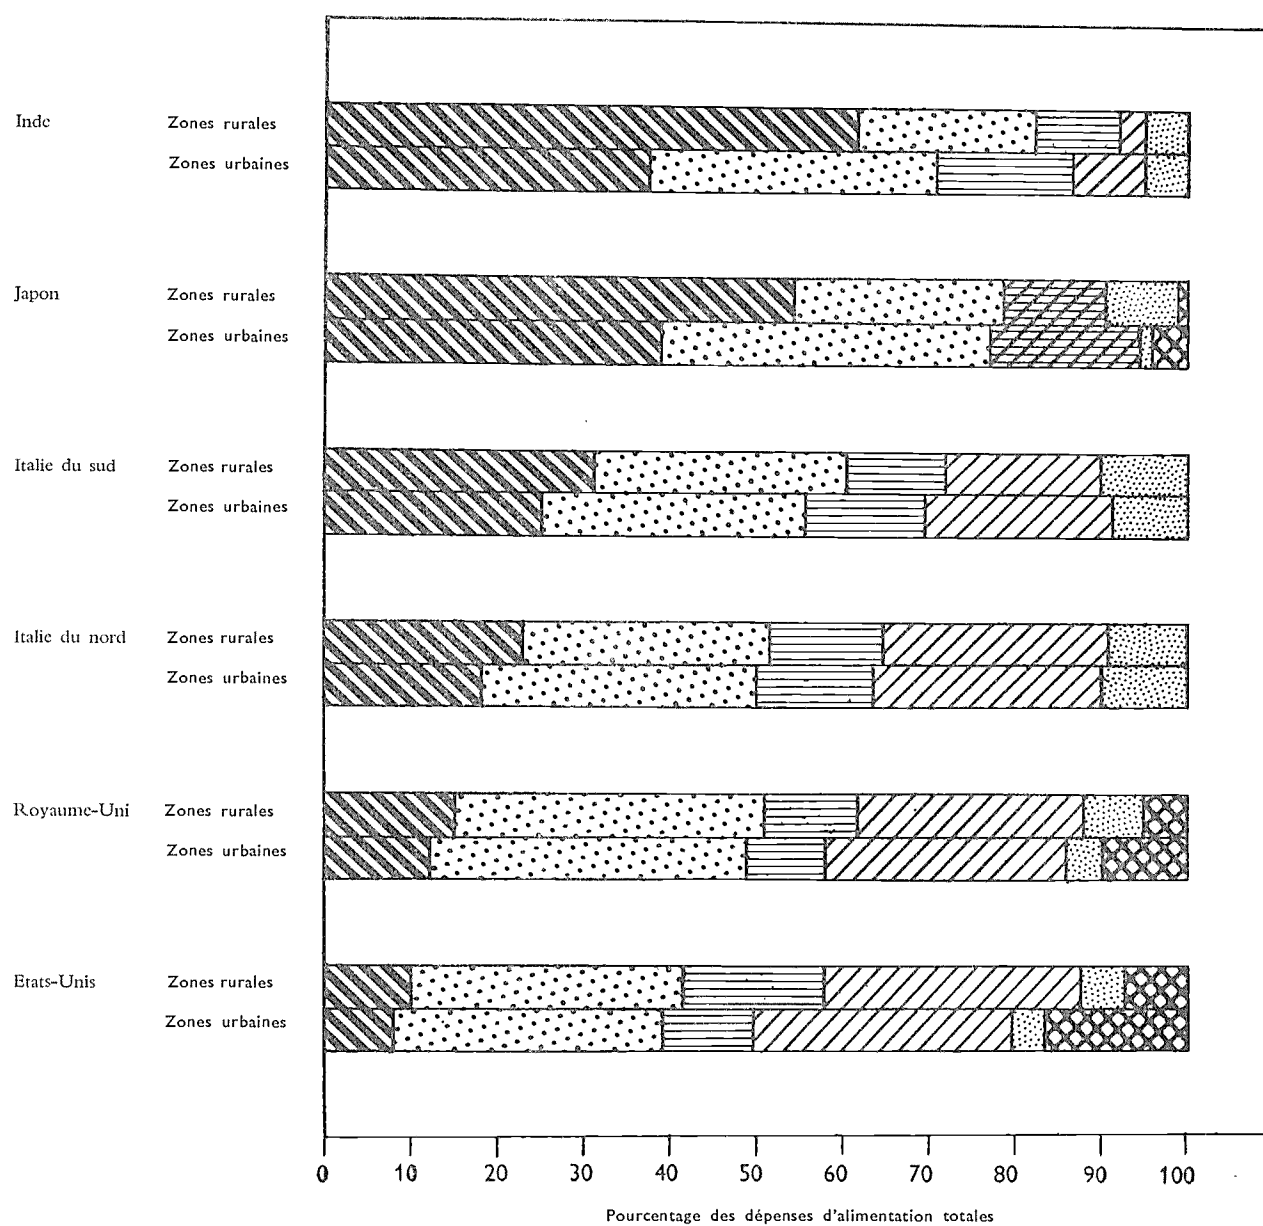 Inde Zones rurales
Zones urbaines
Japon Zones rurales
Zones urbaines
Italie du sud Zones rurales
Zones urbaines
Italie du nord Zones rurales
Zones urbaines
Royaume-Uni Zones rurales
Zones urbaines
Etats-Unis Zones rurales
Zones urbaines
0 10 20 30 40 50 60 70 80 90 100
Pourcentage des dépenses d'alimentation totales